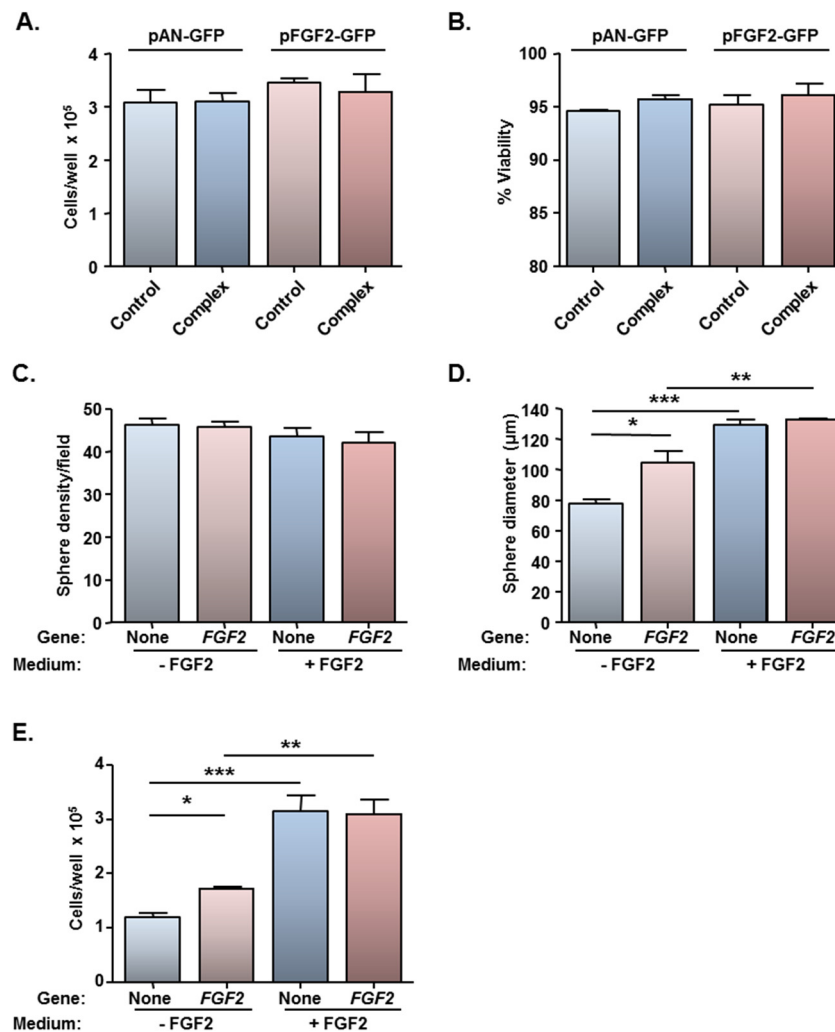 A.
pAN-GFP pFGF2-GFP
Cells/well x 10⁵
4
3
2
1
0
Control Complex Control Complex
B.
pAN-GFP pFGF2-GFP
% Viability
100
95
90
85
80
Control Complex Control Complex
C.
Sphere density/field
50
40
30
20
10
0
Gene: None FGF2 None FGF2
Medium: - FGF2 + FGF2
D.
** 
***
*
Sphere diameter (µm)
140
120
100
80
60
40
20
0
Gene: None FGF2 None FGF2
Medium: - FGF2 + FGF2
E.
**
***
*
Cells/well x 10⁵
4
3
2
1
0
Gene: None FGF2 None FGF2
Medium: - FGF2 + FGF2